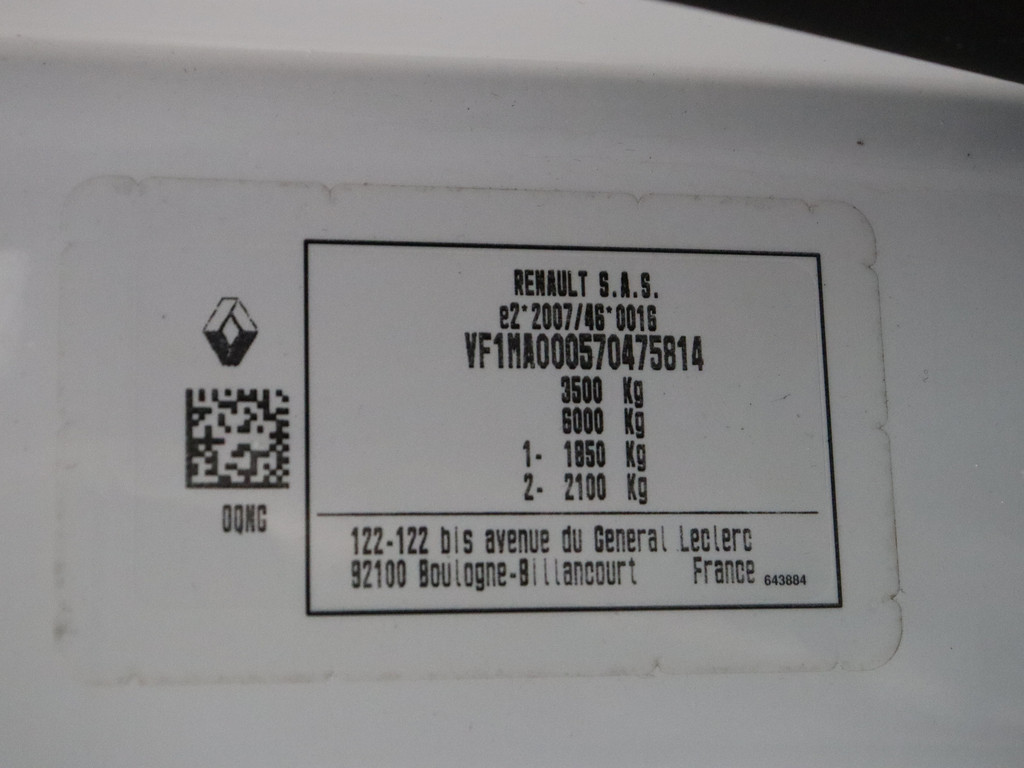 RENAULT S.A.S.
e2*2007/46*0016
VF1MA000570475814
3500 Kg
6000 Kg
1- 1850 Kg
2- 2100 Kg
0QNC
122-122 bis avenue du General Leclerc
92100 Boulogne-Billancourt France 643884